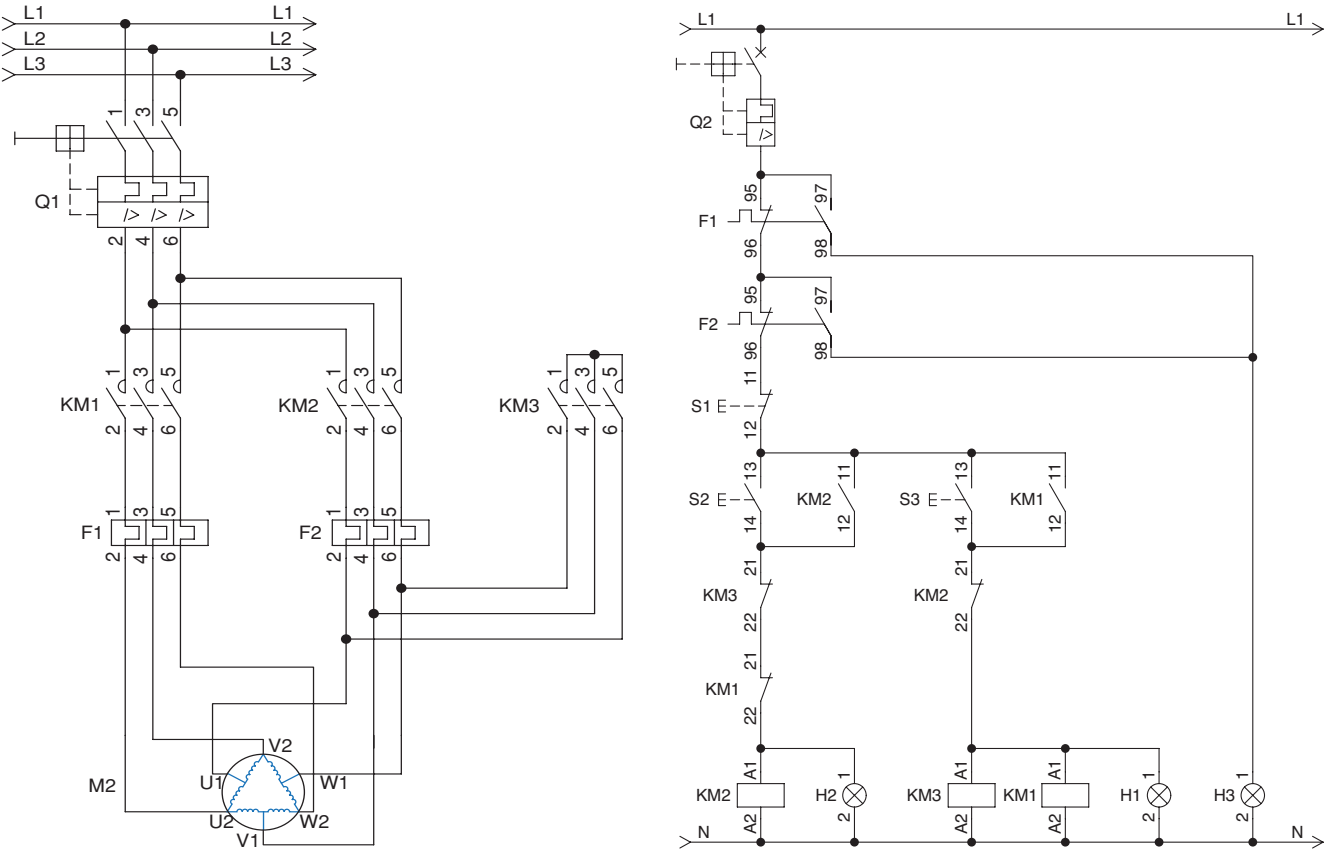 L1 L1
L2 L2
L3 L3
1 3 5
Q1
/> /> />
2 4 6
KM1
1 3 5
2 4 6
KM2
1 3 5
2 4 6
KM3
1 3 5
2 4 6
F1
1 3 5
2 4 6
F2
1 3 5
2 4 6
M2
V2
U1 W1
U2 W2
V1
L1 L1
Q2
/>
95 97
F1
96 98
95 97
F2
96 98
11
S1
12
13 11 13 11
S2 KM2 S3 KM1
14 12 14 12
21 21
KM3 KM2
22 22
21
KM1
22
A1 1 A1 A1 1 1
KM2 H2 KM3 KM1 H1 H3
A2 2 A2 A2 2 2
N N